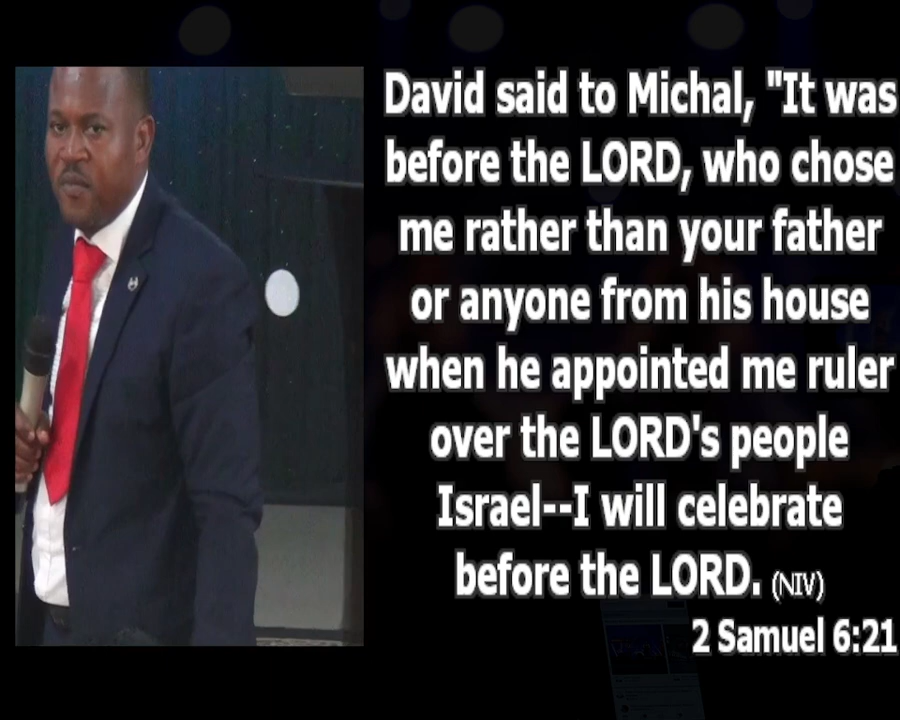 David said to Michal, "It was
before the LORD, who chose
me rather than your father
or anyone from his house
when he appointed me ruler
over the LORD's people
Israel--I will celebrate
before the LORD. (NIV)
2 Samuel 6:21